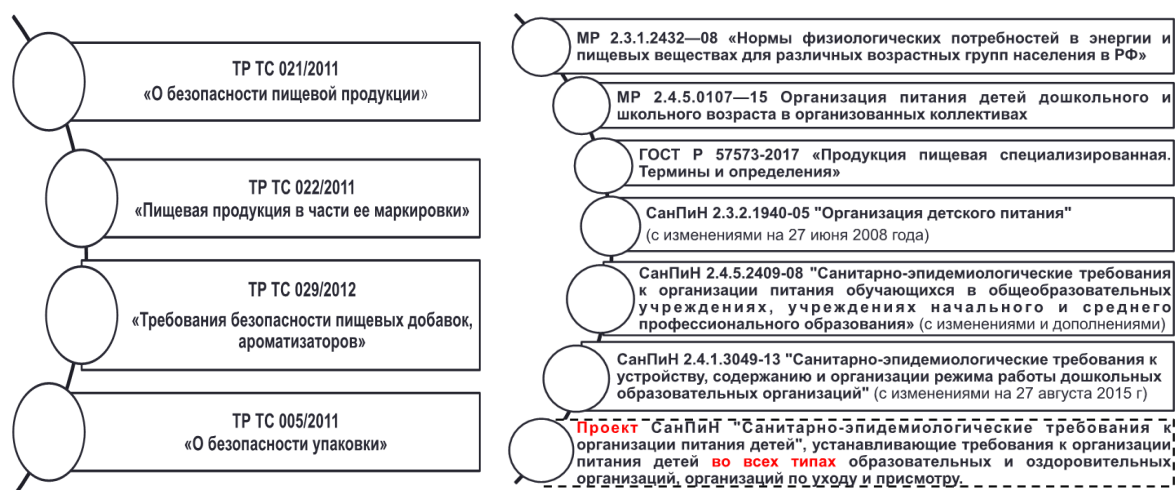 ТР ТС 021/2011
«О безопасности пищевой продукции»
ТР ТС 022/2011
«Пищевая продукция в части ее маркировки»
ТР ТС 029/2012
«Требования безопасности пищевых добавок,
ароматизаторов»
ТР ТС 005/2011
«О безопасности упаковки»
МР 2.3.1.2432—08 «Нормы физиологических потребностей в энергии и
пищевых веществах для различных возрастных групп населения в РФ»
МР 2.4.5.0107—15 Организация питания детей дошкольного и
школьного возраста в организованных коллективах
ГОСТ Р 57573-2017 «Продукция пищевая специализированная.
Термины и определения»
СанПиН 2.3.2.1940-05 "Организация детского питания"
(с изменениями на 27 июня 2008 года)
СанПиН 2.4.5.2409-08 "Санитарно-эпидемиологические требования
к организации питания обучающихся в общеобразовательных
учреждениях, учреждениях начального и среднего
профессионального образования» (с изменениями и дополнениями)
СанПиН 2.4.1.3049-13 "Санитарно-эпидемиологические требования к
устройству, содержанию и организации режима работы дошкольных
образовательных организаций" (с изменениями на 27 августа 2015 г)
Проект СанПиН "Санитарно-эпидемиологические требования к
организации питания детей", устанавливающие требования к организации
питания детей во всех типах образовательных и оздоровительных
организаций, организаций по уходу и присмотру.